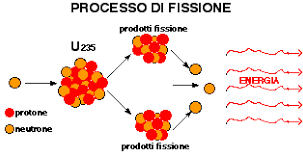 PROCESSO DI FISSIONE
prodotti fissione
U235
ENERGIA
protone
neutrone
prodotti fissione